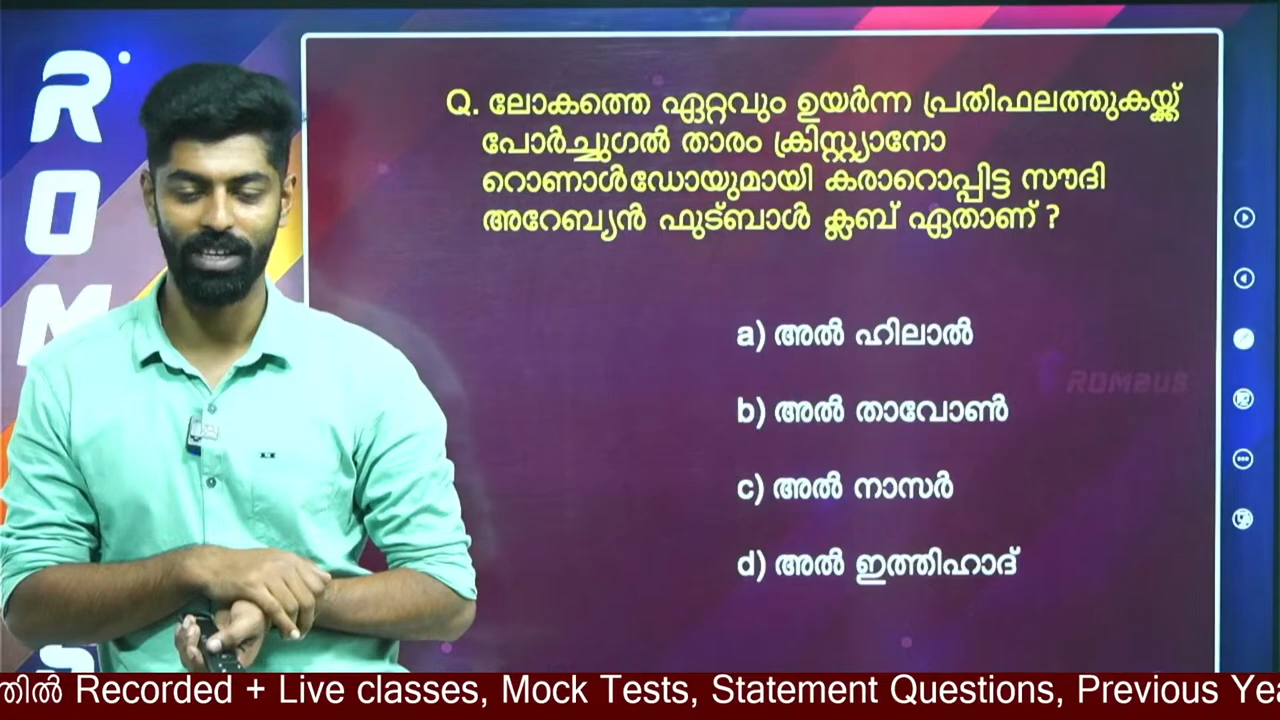 ROM
Q. ലോകത്തെ ഏറ്റവും ഉയർന്ന പ്രതിഫലത്തുകയ്ക്ക്
പോർച്ചുഗൽ താരം ക്രിസ്റ്റ്യാനോ
റൊണാൾഡോയുമായി കരാറൊപ്പിട്ട സൗദി
അറേബ്യൻ ഫുട്ബാൾ ക്ലബ് ഏതാണ് ?
a) അൽ ഹിലാൽ
ROMBUS
b) അൽ താവോൺ
c) അൽ നാസർ
d) അൽ ഇത്തിഹാദ്
ത്തിൽ Recorded + Live classes, Mock Tests, Statement Questions, Previous Yea